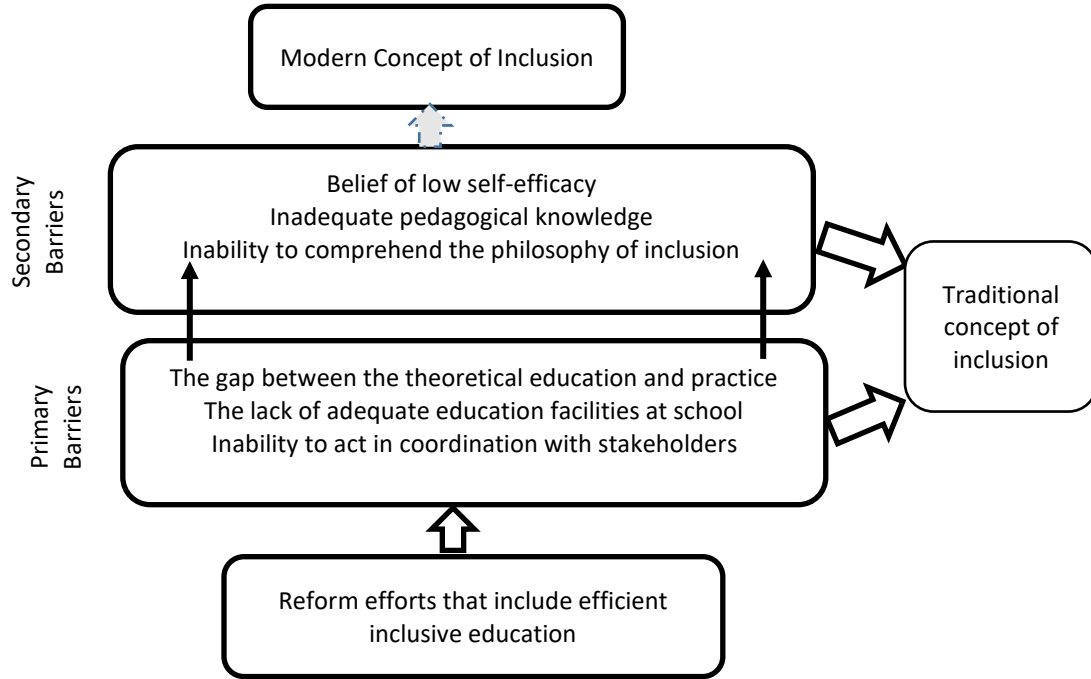 Modern Concept of Inclusion
Secondary
Barriers
Belief of low self-efficacy
Inadequate pedagogical knowledge
Inability to comprehend the philosophy of inclusion
Traditional
concept of
inclusion
Primary
Barriers
The gap between the theoretical education and practice
The lack of adequate education facilities at school
Inability to act in coordination with stakeholders
Reform efforts that include efficient
inclusive education